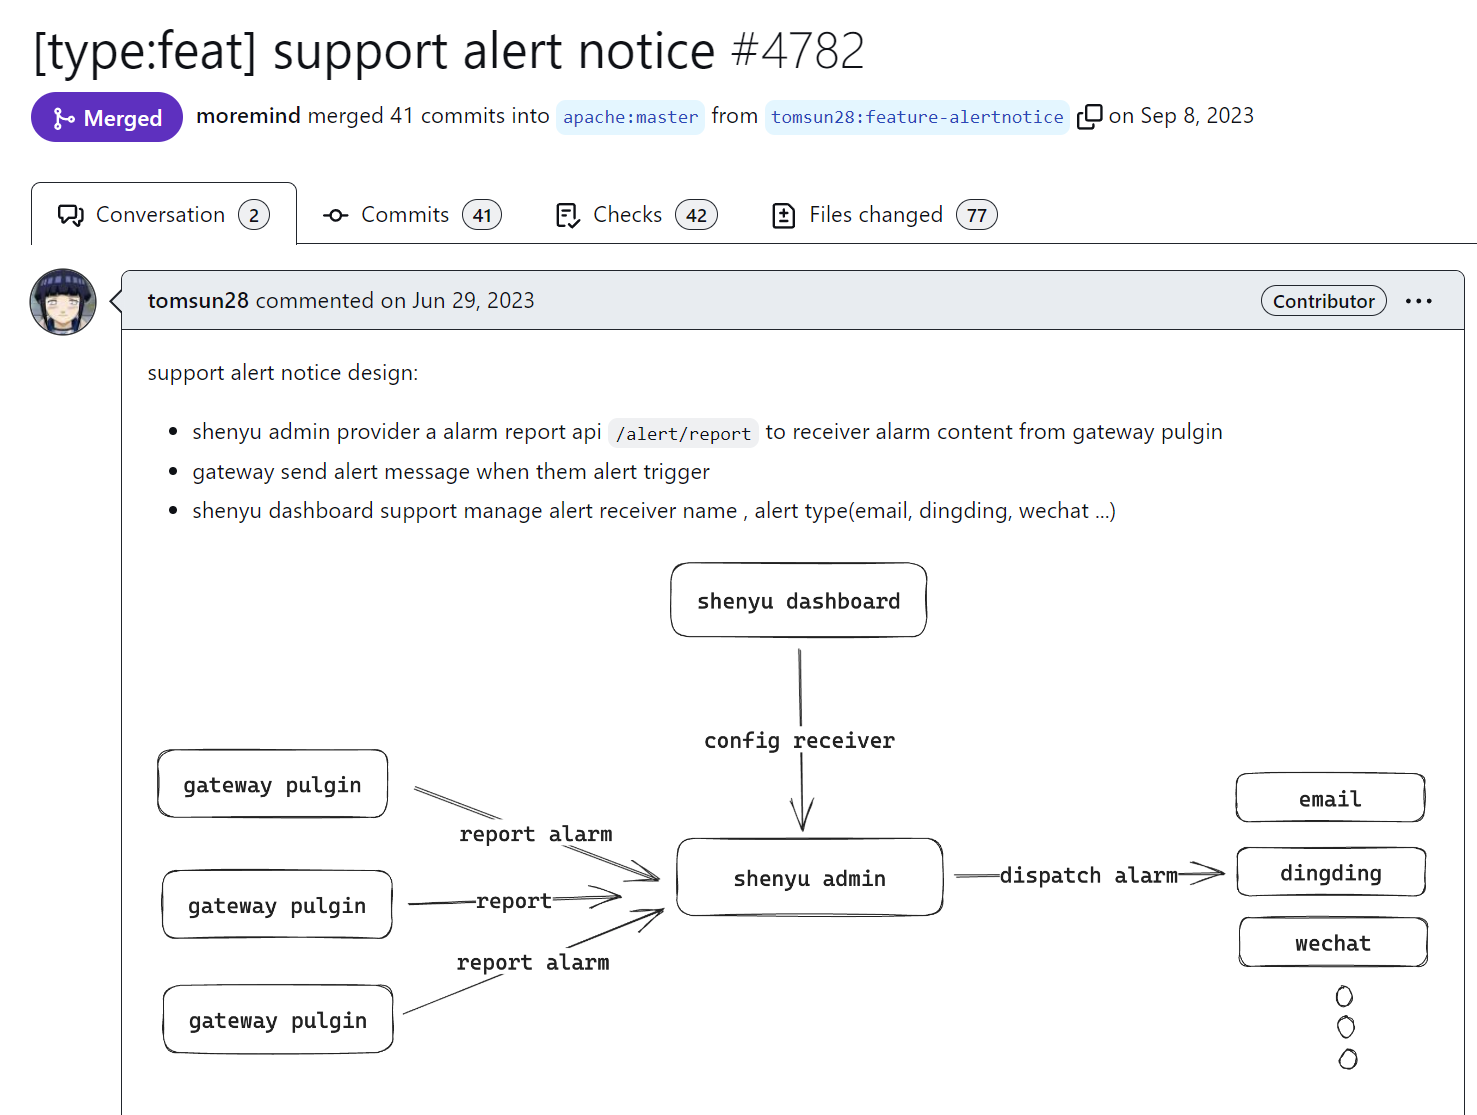 [type:feat] support alert notice #4782
Merged moremind merged 41 commits into apache:master from tomsun28:feature-alertnotice on Sep 8, 2023
Conversation 2 Commits 41 Checks 42 Files changed 77
tomsun28 commented on Jun 29, 2023 Contributor
support alert notice design:
shenyu admin provider a alarm report api /alert/report to receiver alarm content from gateway pulgin
gateway send alert message when them alert trigger
shenyu dashboard support manage alert receiver name , alert type(email, dingding, wechat ...)
shenyu dashboard
config receiver
gateway pulgin
report alarm
gateway pulgin
report
report alarm
gateway pulgin
shenyu admin
dispatch alarm
email
dingding
wechat